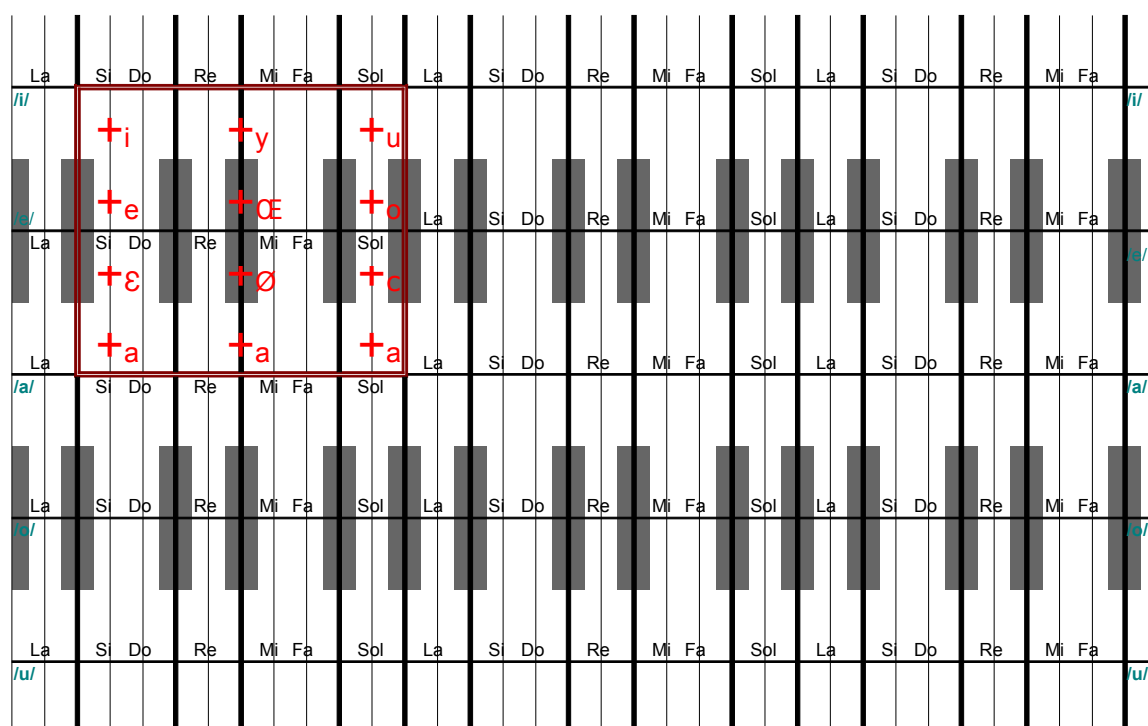 La Si Do Re Mi Fa Sol La Si Do Re Mi Fa Sol La Si Do Re Mi Fa
/i/ /i/
i y u
e Œ o
/e/ La Si Do Re Mi Fa Sol La Si Do Re Mi Fa
La Si Do Re Mi Fa Sol
/e/
Ɛ Ø c
a a a
La La Si Do Re Mi Fa Sol La Si Do Re Mi Fa
/a/ Si Do Re Mi Fa Sol /a/
La Si Do Re Mi Fa Sol La Si Do Re Mi Fa Sol La Si Do Re Mi Fa
/o/ /o/
La Si Do Re Mi Fa Sol La Si Do Re Mi Fa Sol La Si Do Re Mi Fa
/u/ /u/